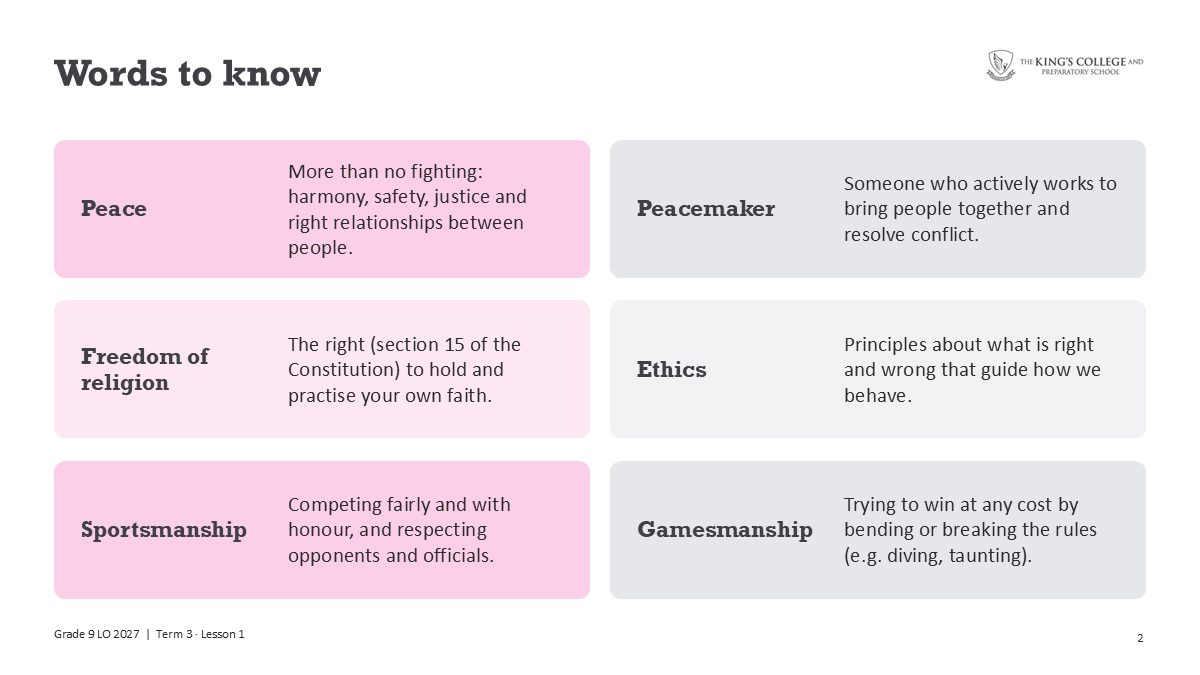 Words to know
THE KING'S COLLEGE AND
PREPARATORY SCHOOL
Peace
More than no fighting:
harmony, safety, justice and
right relationships between
people.
Peacemaker
Someone who actively works to
bring people together and
resolve conflict.
Freedom of
religion
The right (section 15 of the
Constitution) to hold and
practise your own faith.
Ethics
Principles about what is right
and wrong that guide how we
behave.
Sportsmanship
Competing fairly and with
honour, and respecting
opponents and officials.
Gamesmanship
Trying to win at any cost by
bending or breaking the rules
(e.g. diving, taunting).
Grade 9 LO 2027 | Term 3 · Lesson 1
2